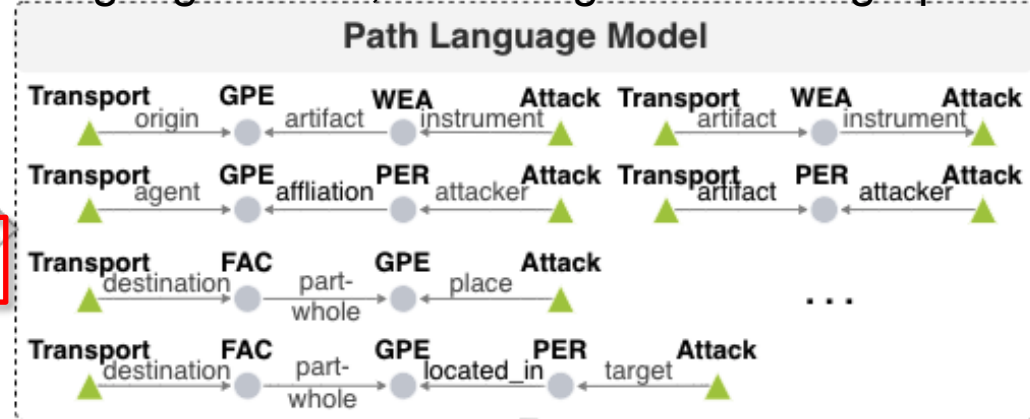 Path Language Model
Transport GPE WEA Attack Transport WEA Attack
origin artifact instrument artifact instrument
Transport GPE PER Attack Transport PER Attack
agent affliation attacker artifact attacker
Transport FAC GPE Attack
destination part-whole place
...
Transport FAC GPE PER Attack
destination part-whole located_in target